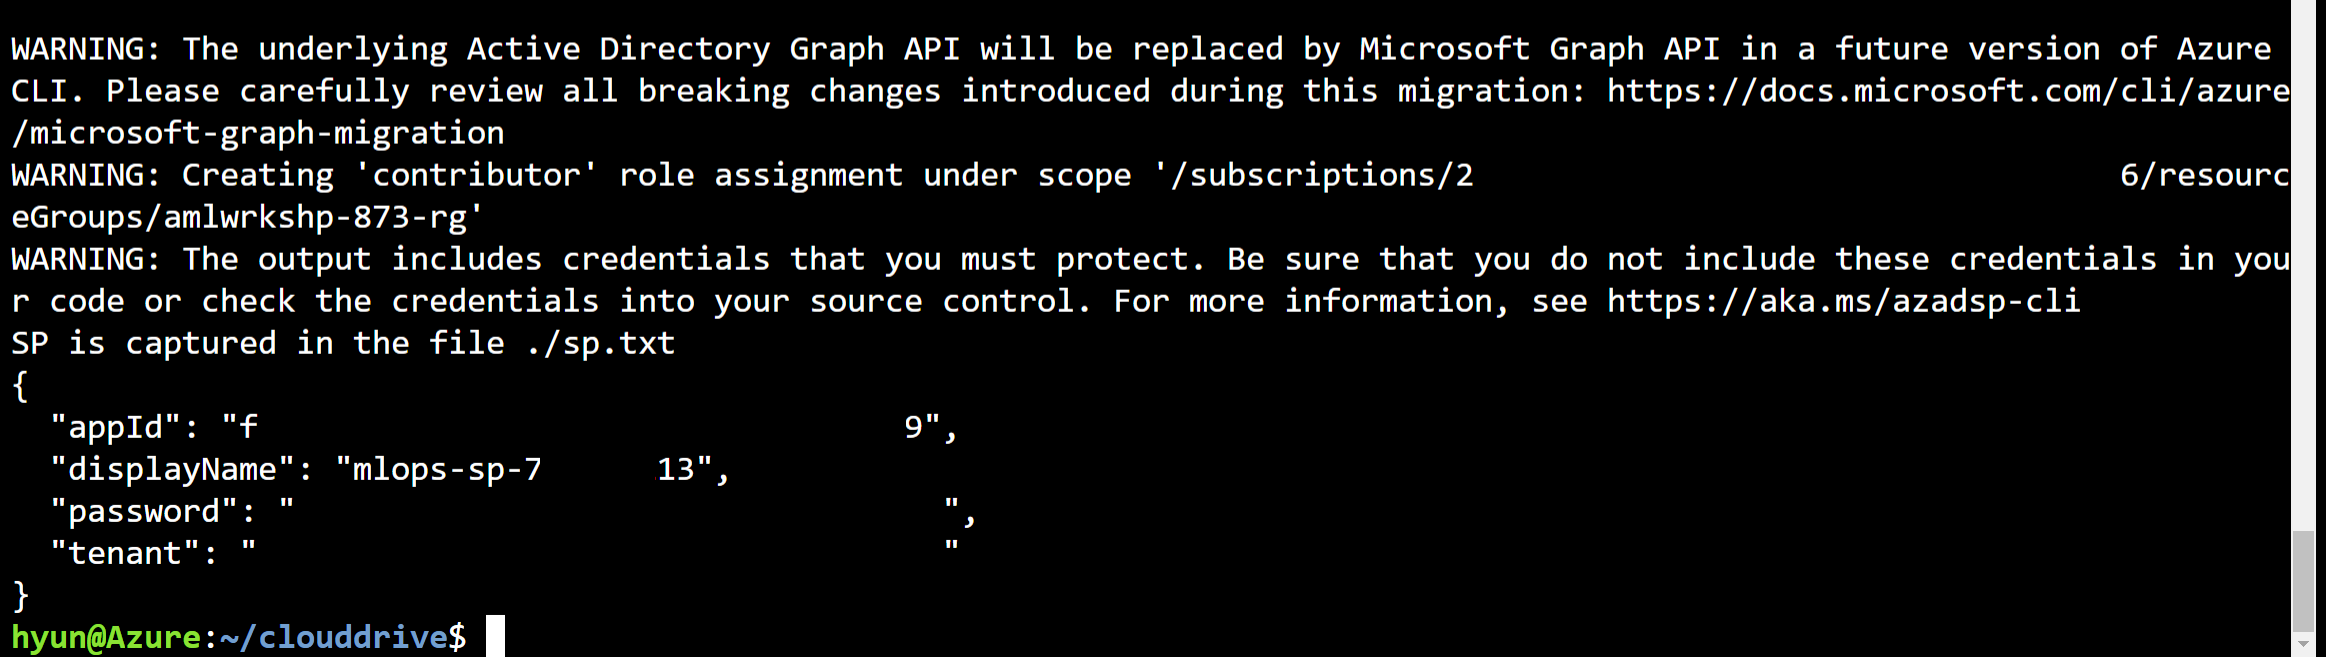 WARNING: The underlying Active Directory Graph API will be replaced by Microsoft Graph API in a future version of Azure
CLI. Please carefully review all breaking changes introduced during this migration: https://docs.microsoft.com/cli/azure
/microsoft-graph-migration
WARNING: Creating 'contributor' role assignment under scope '/subscriptions/2 6/resourc
eGroups/amlwrkshp-873-rg'
WARNING: The output includes credentials that you must protect. Be sure that you do not include these credentials in you
r code or check the credentials into your source control. For more information, see https://aka.ms/azadsp-cli
SP is captured in the file ./sp.txt
{
  "appId": "f 9",
  "displayName": "mlops-sp-7 13",
  "password": " ",
  "tenant": " "
}
hyun@Azure:~/clouddrive$